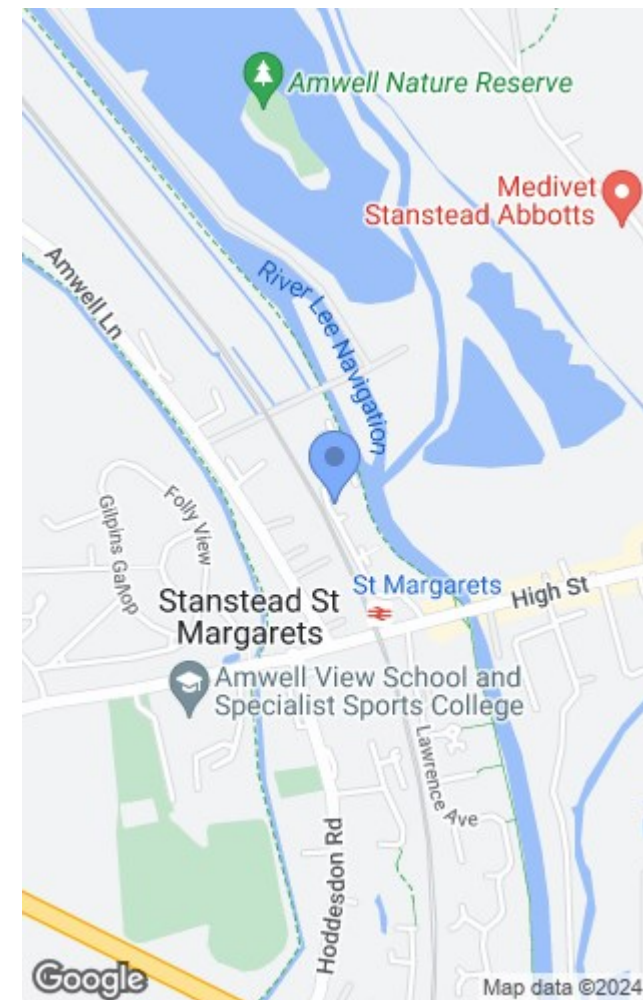 Amwell Nature Reserve
Medivet
Stanstead Abbotts
Amwell Ln
River Lee Navigation
Folly View
Gilpins Gallop
St Margarets
High St
Stanstead St
Margarets
Amwell View School and
Specialist Sports College
Lawrence Ave
Hoddesdon Rd
Google
Map data ©2024